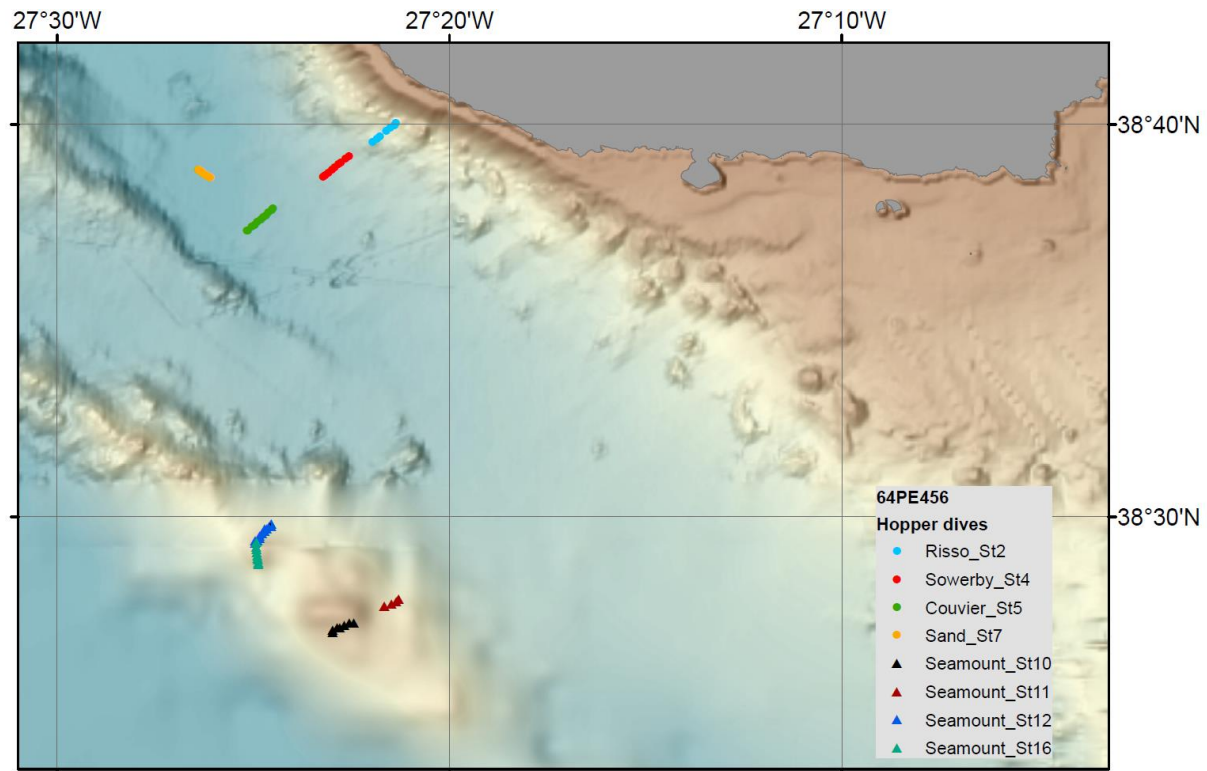 27°30'W 27°20'W 27°10'W
38°40'N
38°30'N
64PE456
Hopper dives
Risso_St2
Sowerby_St4
Couvier_St5
Sand_St7
Seamount_St10
Seamount_St11
Seamount_St12
Seamount_St16